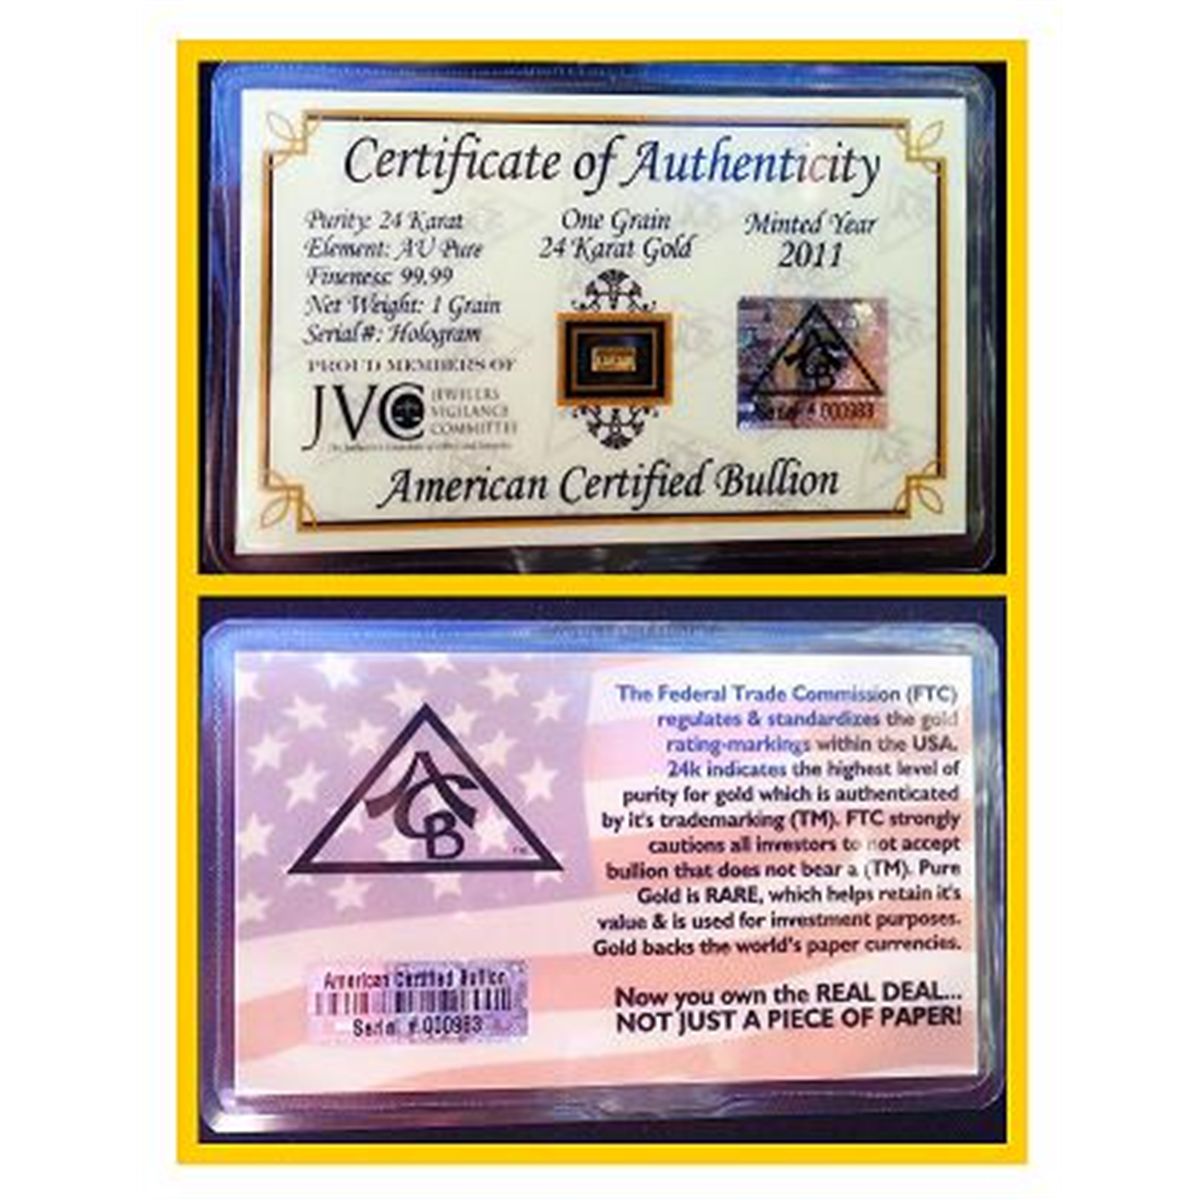 Certificate of Authenticity
Purity: 24 Karat
Element: AU Pure
Fineness: 99.99
Net Weight: 1 Grain
Serial#: Hologram
PROUD MEMBERS OF
JVC JEWELERS
VIGILANCE
COMMITTEE
One Grain
24 Karat Gold
Minted Year
2011
ACB
Serial # 000983
American Certified Bullion
ACB
TM
American Certified Bullion
Serial # 000983
The Federal Trade Commission (FTC)
regulates & standardizes the gold
rating-markings within the USA.
24k indicates the highest level of
purity for gold which is authenticated
by it's trademarking (TM). FTC strongly
cautions all investors to not accept
bullion that does not bear a (TM). Pure
Gold is RARE, which helps retain it's
value & is used for investment purposes.
Gold backs the world's paper currencies.
Now you own the REAL DEAL...
NOT JUST A PIECE OF PAPER!